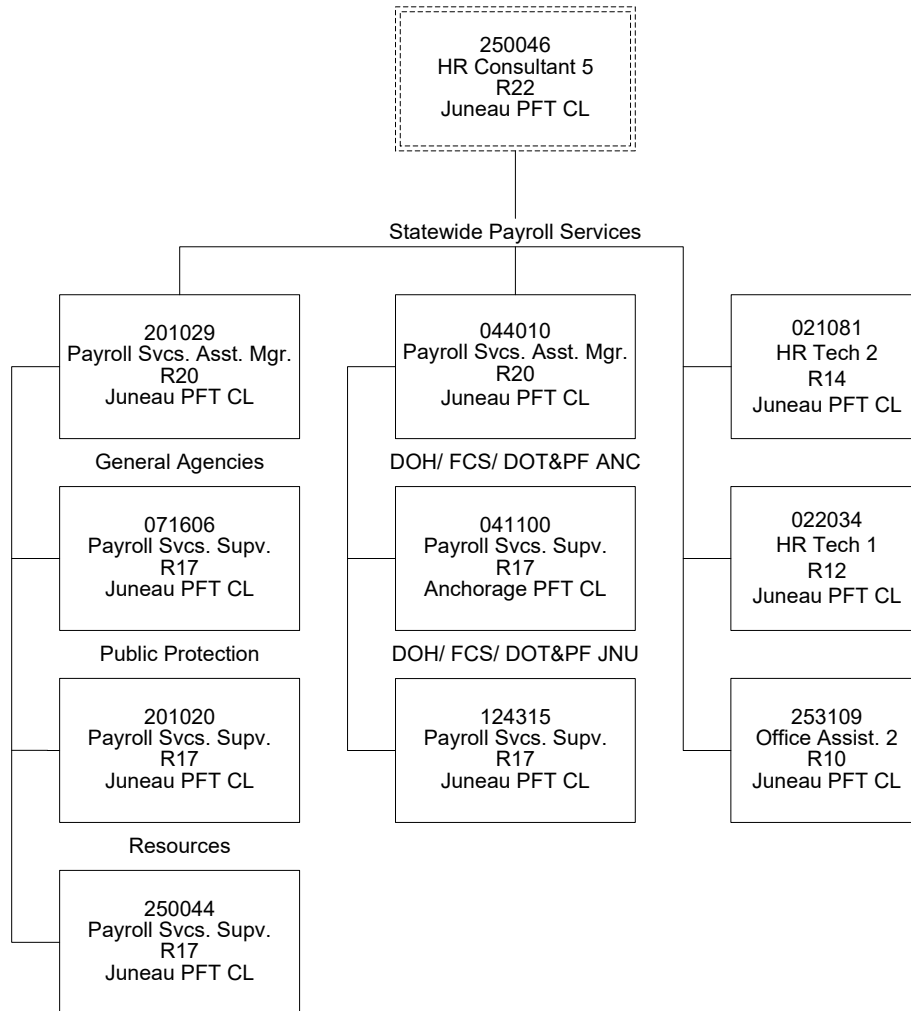 250046
HR Consultant 5
R22
Juneau PFT CL
Statewide Payroll Services
201029
Payroll Svcs. Asst. Mgr.
R20
Juneau PFT CL
General Agencies
071606
Payroll Svcs. Supv.
R17
Juneau PFT CL
Public Protection
201020
Payroll Svcs. Supv.
R17
Juneau PFT CL
Resources
250044
Payroll Svcs. Supv.
R17
Juneau PFT CL
044010
Payroll Svcs. Asst. Mgr.
R20
Juneau PFT CL
DOH/ FCS/ DOT&PF ANC
041100
Payroll Svcs. Supv.
R17
Anchorage PFT CL
DOH/ FCS/ DOT&PF JNU
124315
Payroll Svcs. Supv.
R17
Juneau PFT CL
021081
HR Tech 2
R14
Juneau PFT CL
022034
HR Tech 1
R12
Juneau PFT CL
253109
Office Assist. 2
R10
Juneau PFT CL